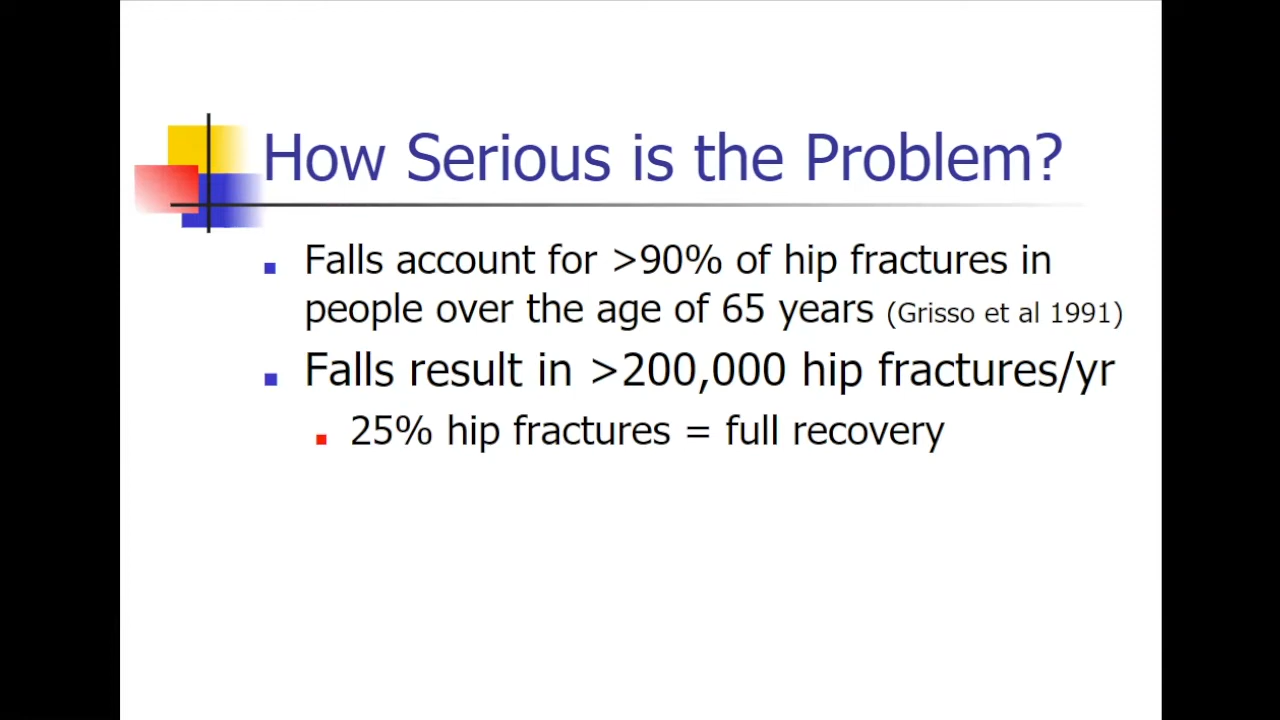 How Serious is the Problem?
Falls account for >90% of hip fractures in
people over the age of 65 years (Grisso et al 1991)
Falls result in >200,000 hip fractures/yr
25% hip fractures = full recovery